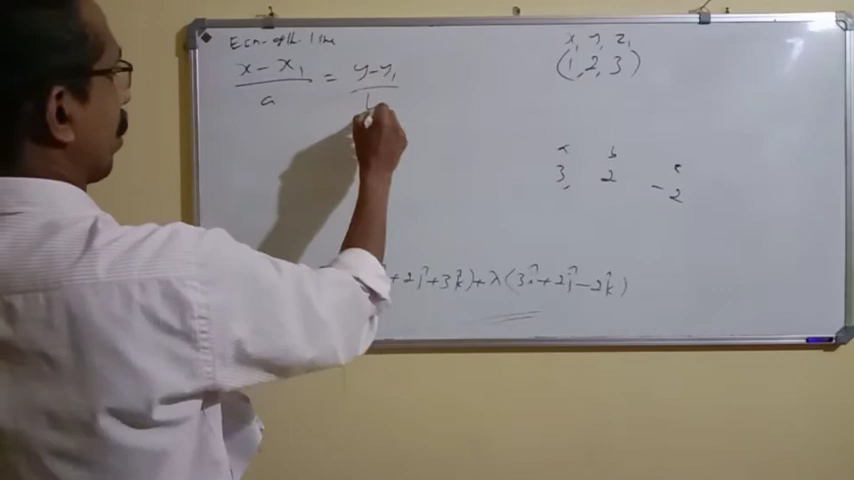 Eqn. of the line
x₁ y₁ z₁
x - x₁ / a = y - y₁ / b
(1, 2, 3)
a b c
3, 2 -2
+ 2ĵ + 3k̂) + λ(3î + 2ĵ - 2k̂)